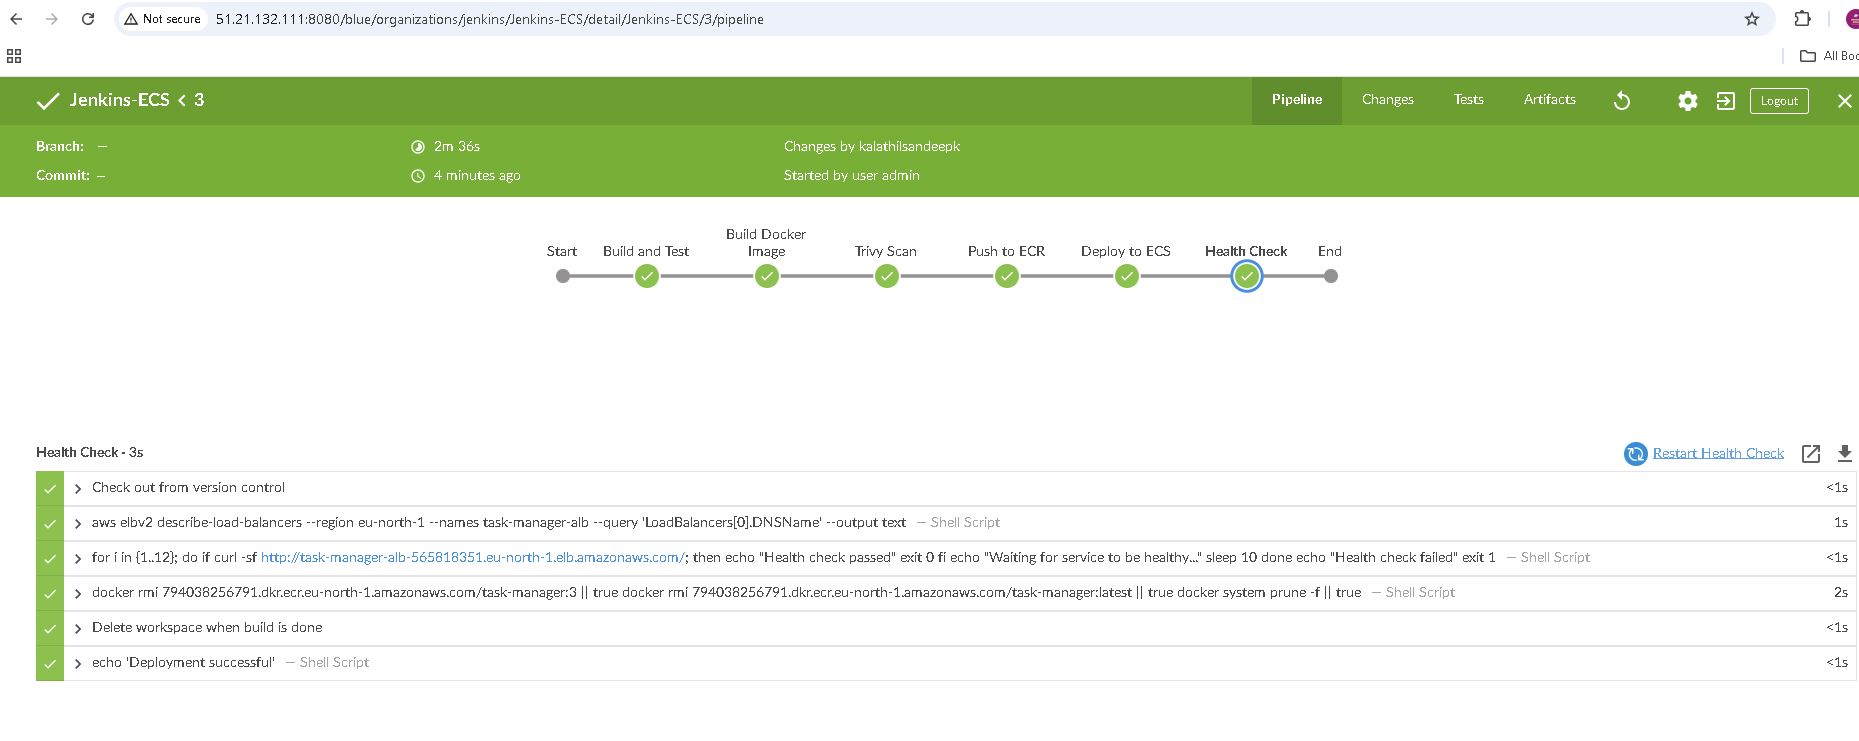 Not secure 51.21.132.111:8080/blue/organizations/jenkins/Jenkins-ECS/detail/Jenkins-ECS/3/pipeline
All Boo
Jenkins-ECS < 3 Pipeline Changes Tests Artifacts Logout
Branch: — 2m 36s Changes by kalathilsandeepk
Commit: — 4 minutes ago Started by user admin
Start Build and Test Build Docker Image Trivy Scan Push to ECR Deploy to ECS Health Check End
Health Check - 3s Restart Health Check
Check out from version control <1s
aws elbv2 describe-load-balancers --region eu-north-1 --names task-manager-alb --query 'LoadBalancers[0].DNSName' --output text — Shell Script 1s
for i in {1..12}; do if curl -sf http://task-manager-alb-565818351.eu-north-1.elb.amazonaws.com/; then echo "Health check passed" exit 0 fi echo "Waiting for service to be healthy..." sleep 10 done echo "Health check failed" exit 1 — Shell Script <1s
docker rmi 794038256791.dkr.ecr.eu-north-1.amazonaws.com/task-manager:3 || true docker rmi 794038256791.dkr.ecr.eu-north-1.amazonaws.com/task-manager:latest || true docker system prune -f || true — Shell Script 2s
Delete workspace when build is done <1s
echo 'Deployment successful' — Shell Script <1s